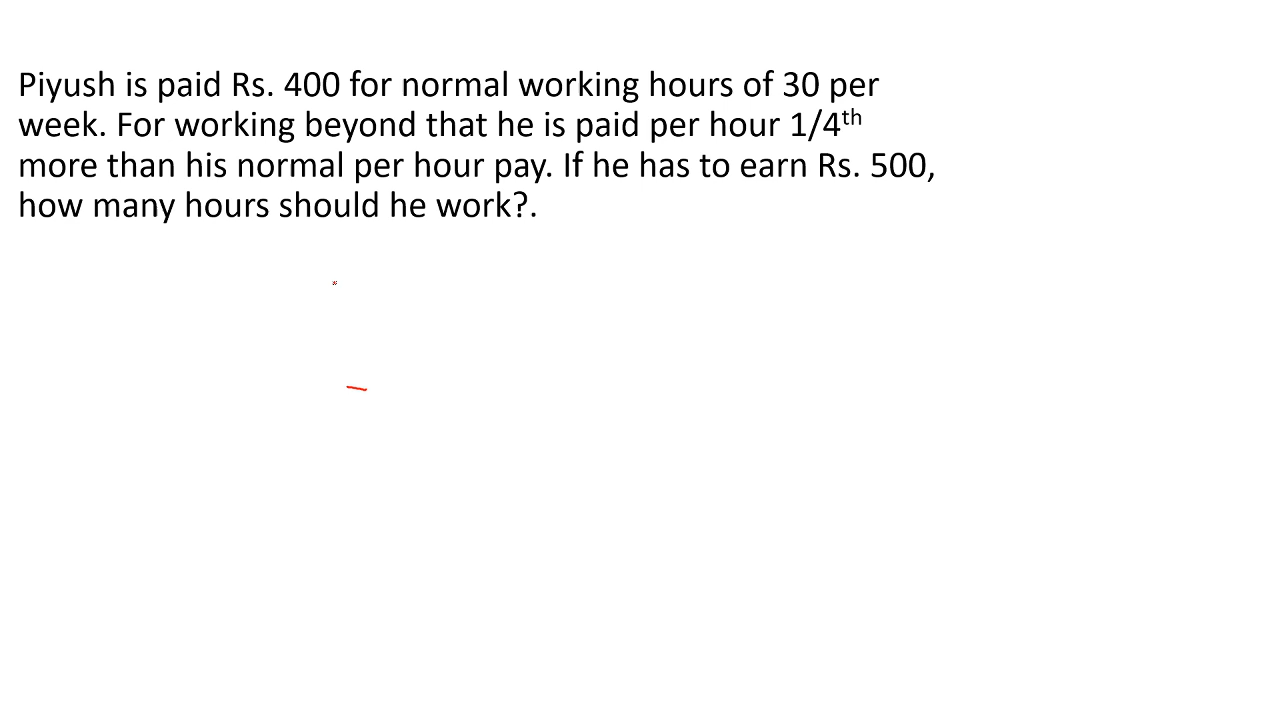 Piyush is paid Rs. 400 for normal working hours of 30 per
week. For working beyond that he is paid per hour 1/4th
more than his normal per hour pay. If he has to earn Rs. 500,
how many hours should he work?.